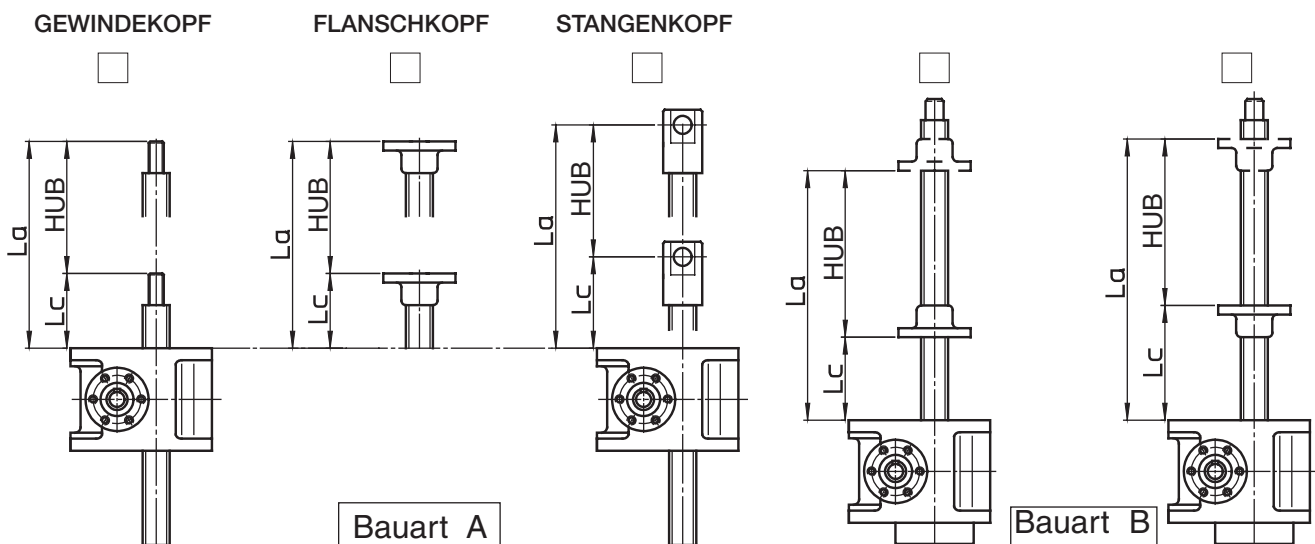 GEWINDEKOPF
FLANSCHKOPF
STANGENKOPF
La
HUB
Lc
La
HUB
Lc
La
HUB
Lc
La
HUB
Lc
La
HUB
Lc
Bauart A
Bauart B